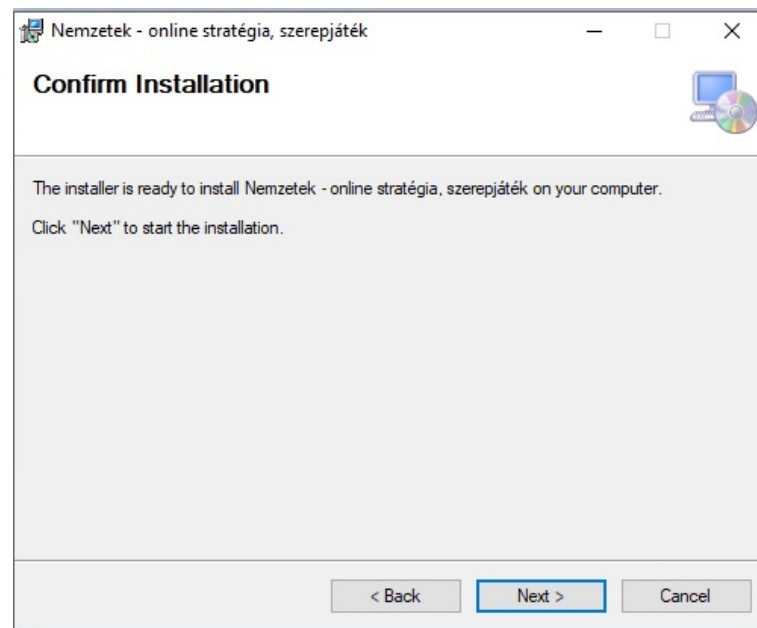 Nemzetek - online stratégia, szerepjáték
Confirm Installation
The installer is ready to install Nemzetek - online stratégia, szerepjáték on your computer.
Click "Next" to start the installation.
< Back
Next >
Cancel